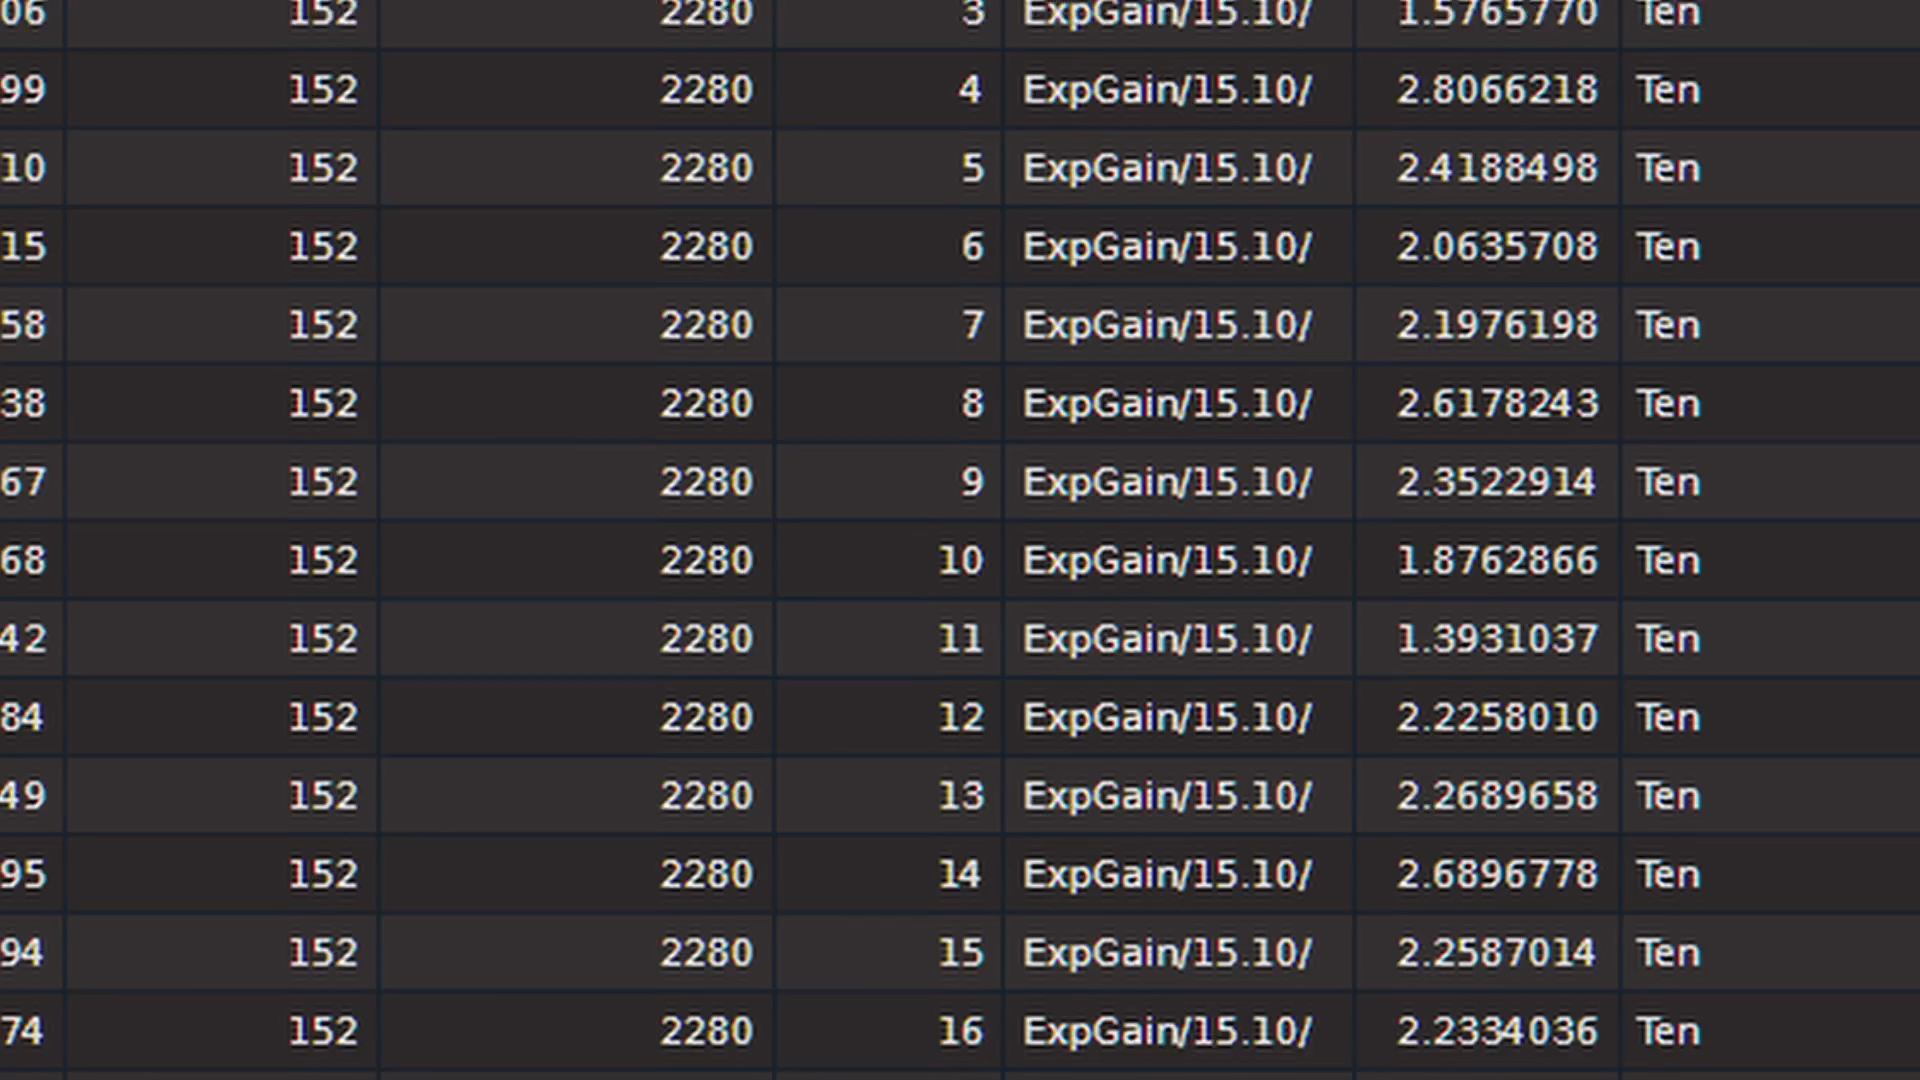 06 152 2280 3 ExpGain/15.10/ 1.5765770 Ten
99 152 2280 4 ExpGain/15.10/ 2.8066218 Ten
10 152 2280 5 ExpGain/15.10/ 2.4188498 Ten
15 152 2280 6 ExpGain/15.10/ 2.0635708 Ten
58 152 2280 7 ExpGain/15.10/ 2.1976198 Ten
38 152 2280 8 ExpGain/15.10/ 2.6178243 Ten
67 152 2280 9 ExpGain/15.10/ 2.3522914 Ten
68 152 2280 10 ExpGain/15.10/ 1.8762866 Ten
42 152 2280 11 ExpGain/15.10/ 1.3931037 Ten
84 152 2280 12 ExpGain/15.10/ 2.2258010 Ten
49 152 2280 13 ExpGain/15.10/ 2.2689658 Ten
95 152 2280 14 ExpGain/15.10/ 2.6896778 Ten
94 152 2280 15 ExpGain/15.10/ 2.2587014 Ten
74 152 2280 16 ExpGain/15.10/ 2.2334036 Ten